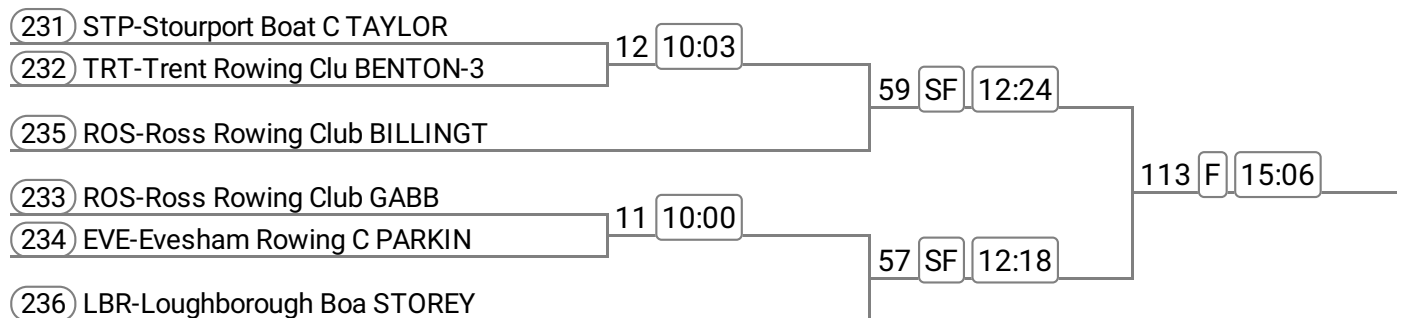 231 STP-Stourport Boat C TAYLOR
12 10:03
232 TRT-Trent Rowing Clu BENTON-3
59 SF 12:24
235 ROS-Ross Rowing Club BILLINGT
113 F 15:06
233 ROS-Ross Rowing Club GABB
11 10:00
234 EVE-Evesham Rowing C PARKIN
57 SF 12:18
236 LBR-Loughborough Boa STOREY